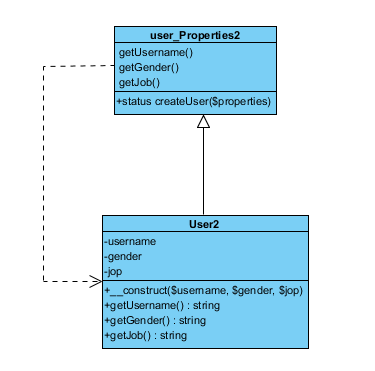 user_Properties2
getUsername()
getGender()
getJob()
+status createUser($properties)
User2
-username
-gender
-jop
+__construct($username, $gender, $jop)
+getUsername() : string
+getGender() : string
+getJob() : string